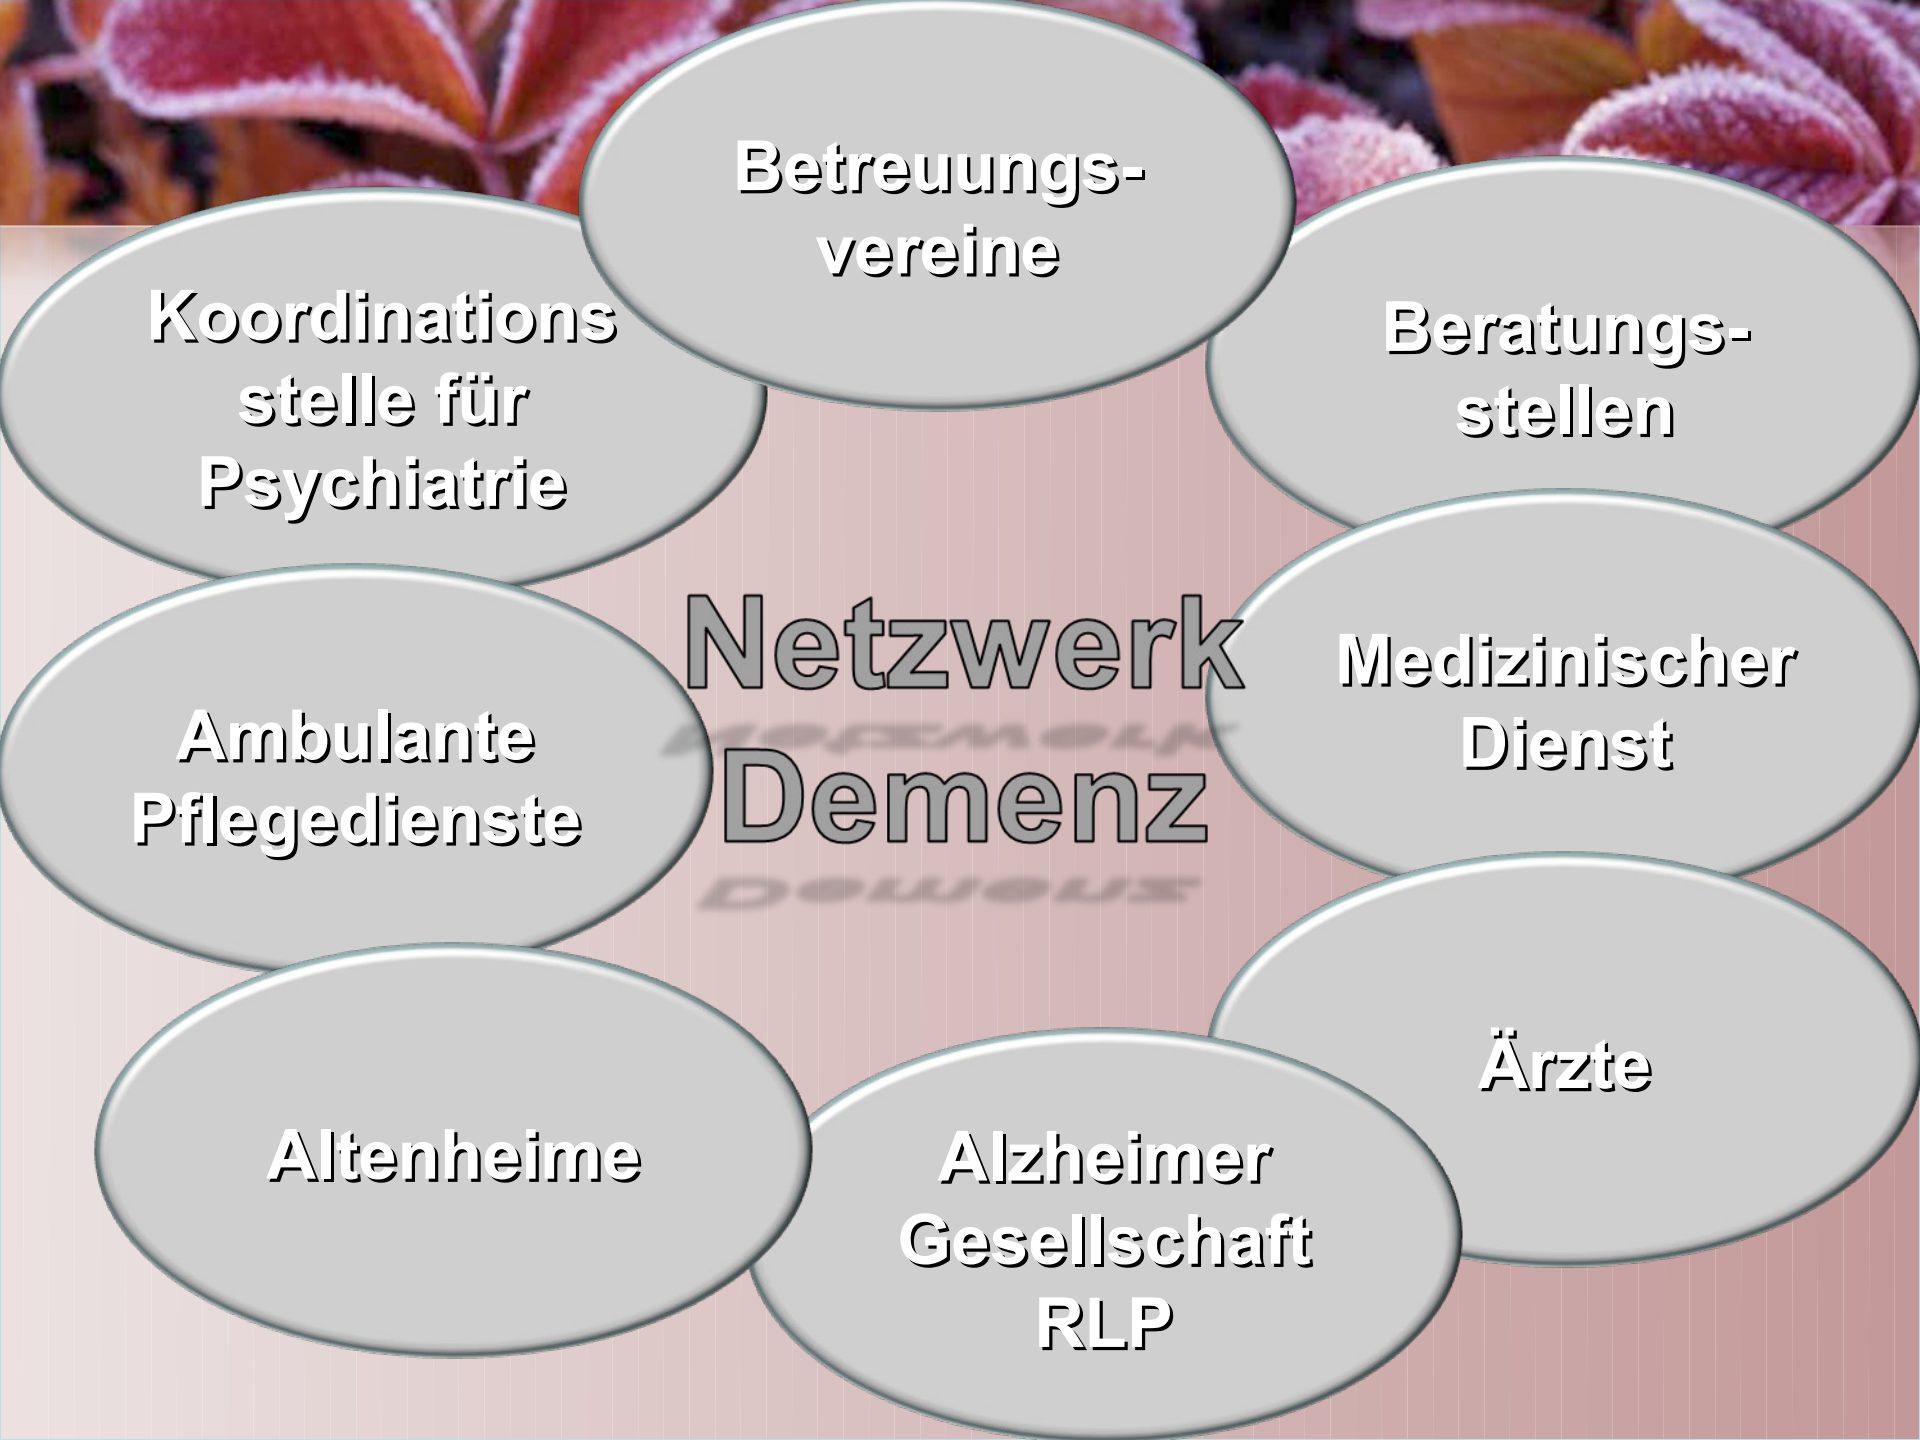 Betreuungs-
vereine
Koordinations
stelle für
Psychiatrie
Beratungs-
stellen
Netzwerk
Demenz
Medizinischer
Dienst
Ambulante
Pflegedienste
Ärzte
Altenheime
Alzheimer
Gesellschaft
RLP